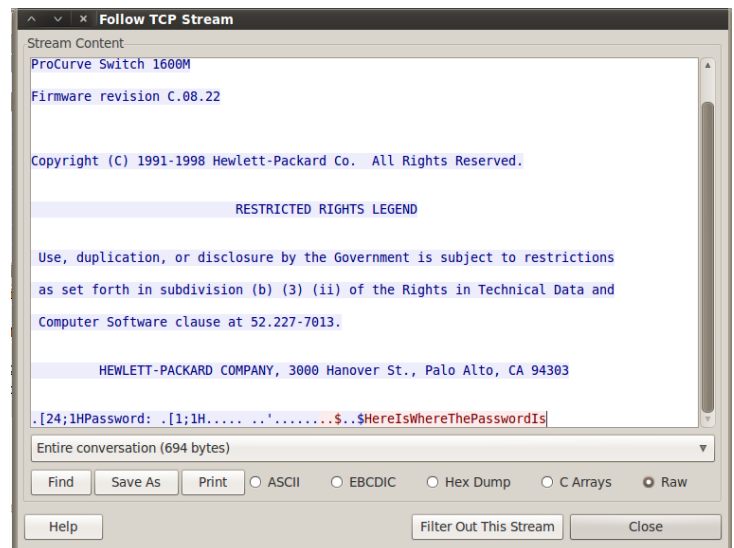 Follow TCP Stream
Stream Content
ProCurve Switch 1600M
Firmware revision C.08.22
Copyright (C) 1991-1998 Hewlett-Packard Co.  All Rights Reserved.
RESTRICTED RIGHTS LEGEND
Use, duplication, or disclosure by the Government is subject to restrictions
as set forth in subdivision (b) (3) (ii) of the Rights in Technical Data and
Computer Software clause at 52.227-7013.
HEWLETT-PACKARD COMPANY, 3000 Hanover St., Palo Alto, CA 94303
.[24;1HPassword: .[1;1H..... ..'........$..$HereIsWhereThePasswordIs
Entire conversation (694 bytes)
Find Save As Print ASCII EBCDIC Hex Dump C Arrays Raw
Help Filter Out This Stream Close